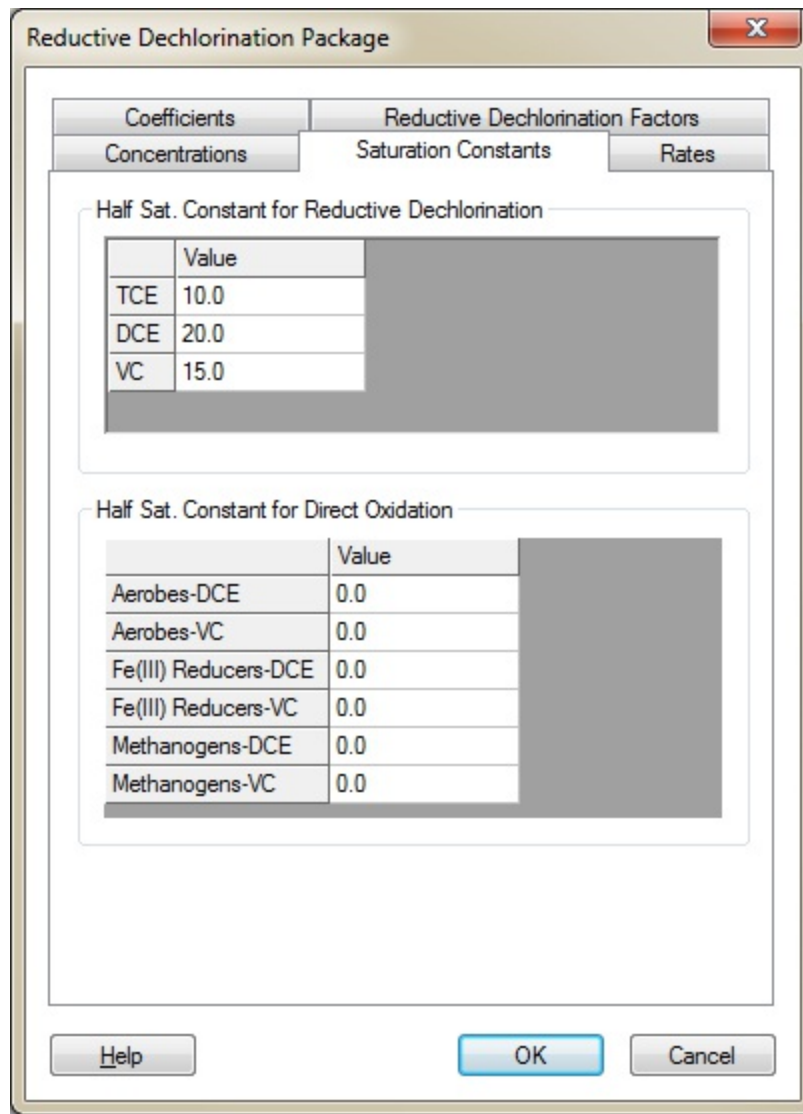 Reductive Dechlorination Package
Coefficients Reductive Dechlorination Factors
Concentrations Saturation Constants Rates
Half Sat. Constant for Reductive Dechlorination
Value
TCE 10.0
DCE 20.0
VC 15.0
Half Sat. Constant for Direct Oxidation
Value
Aerobes-DCE 0.0
Aerobes-VC 0.0
Fe(III) Reducers-DCE 0.0
Fe(III) Reducers-VC 0.0
Methanogens-DCE 0.0
Methanogens-VC 0.0
Help OK Cancel